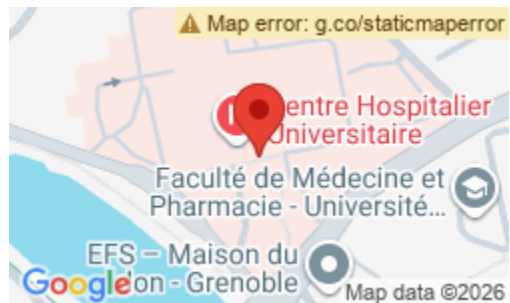 Map error: g.co/staticmaperror
entre Hospitalier
Universitaire
Faculté de Médecine et
Pharmacie - Université...
EFS – Maison du
on - Grenoble
Google
Map data ©2026